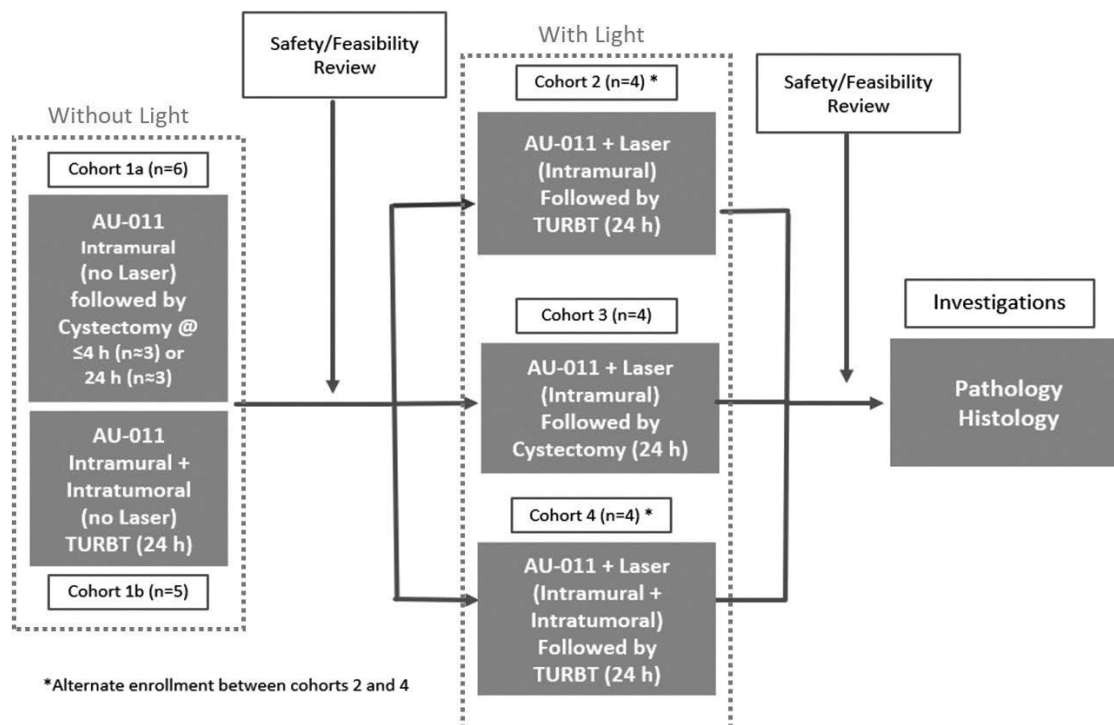 Without Light
Cohort 1a (n=6)
AU-011
Intramural
(no Laser)
followed by
Cystectomy @
≤4 h (n≈3) or
24 h (n≈3)
AU-011
Intramural +
Intratumoral
(no Laser)
TURBT (24 h)
Cohort 1b (n=5)
Safety/Feasibility
Review
With Light
Cohort 2 (n=4) *
AU-011 + Laser
(Intramural)
Followed by
TURBT (24 h)
Cohort 3 (n=4)
AU-011 + Laser
(Intramural)
Followed by
Cystectomy (24 h)
Cohort 4 (n=4) *
AU-011 + Laser
(Intramural +
Intratumoral)
Followed by
TURBT (24 h)
Safety/Feasibility
Review
Investigations
Pathology
Histology
*Alternate enrollment between cohorts 2 and 4